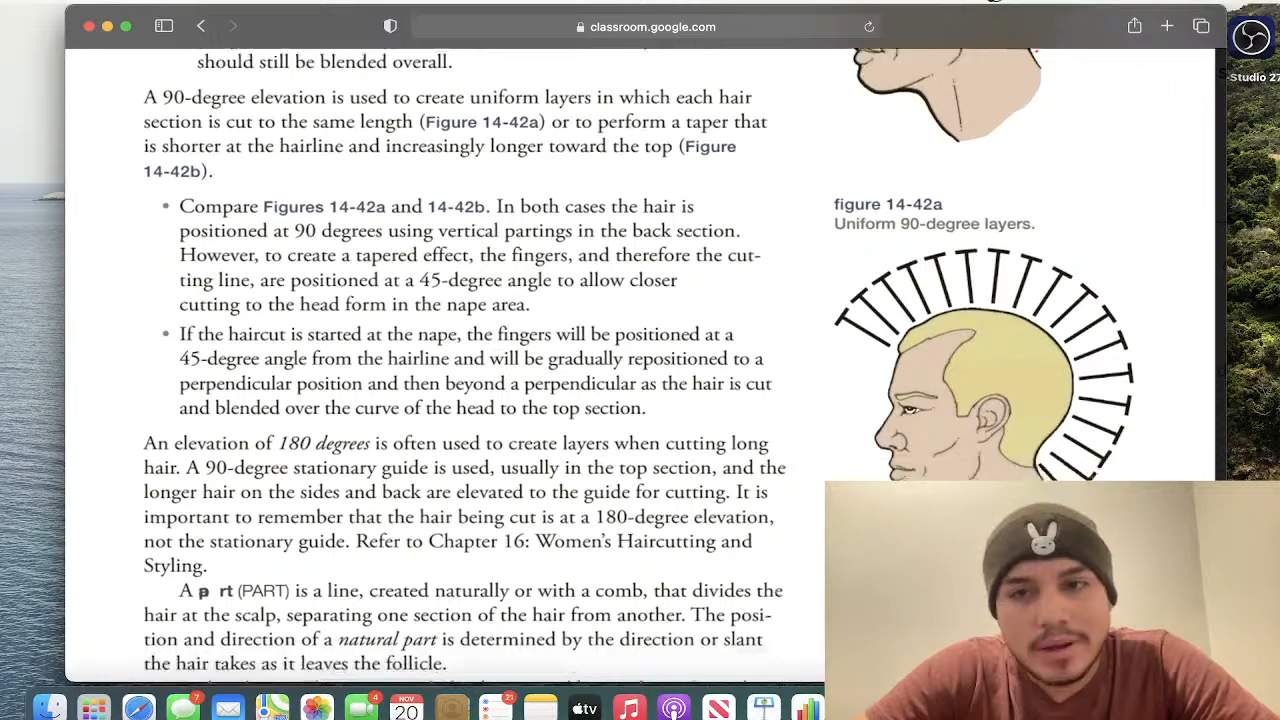 classroom.google.com
-Studio 27
should still be blended overall.
A 90-degree elevation is used to create uniform layers in which each hair
section is cut to the same length (Figure 14-42a) or to perform a taper that
is shorter at the hairline and increasingly longer toward the top (Figure
14-42b).
• Compare Figures 14-42a and 14-42b. In both cases the hair is
positioned at 90 degrees using vertical partings in the back section.
However, to create a tapered effect, the fingers, and therefore the cut-
ting line, are positioned at a 45-degree angle to allow closer
cutting to the head form in the nape area.
• If the haircut is started at the nape, the fingers will be positioned at a
45-degree angle from the hairline and will be gradually repositioned to a
perpendicular position and then beyond a perpendicular as the hair is cut
and blended over the curve of the head to the top section.
An elevation of 180 degrees is often used to create layers when cutting long
hair. A 90-degree stationary guide is used, usually in the top section, and the
longer hair on the sides and back are elevated to the guide for cutting. It is
important to remember that the hair being cut is at a 180-degree elevation,
not the stationary guide. Refer to Chapter 16: Women's Haircutting and
Styling.
A part (PART) is a line, created naturally or with a comb, that divides the
hair at the scalp, separating one section of the hair from another. The posi-
tion and direction of a natural part is determined by the direction or slant
the hair takes as it leaves the follicle.
figure 14-42a
Uniform 90-degree layers.
7
4
NOV
20
21
tv